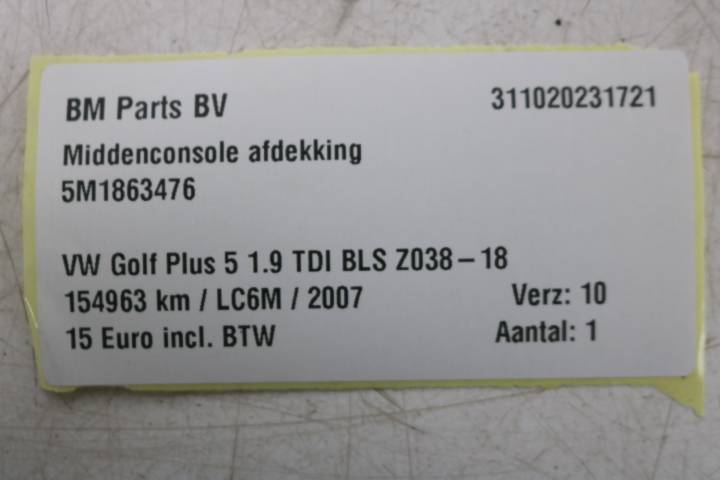 BM Parts BV 311020231721
Middenconsole afdekking
5M1863476
VW Golf Plus 5 1.9 TDI BLS Z038-18
154963 km / LC6M / 2007 Verz: 10
15 Euro incl. BTW Aantal: 1